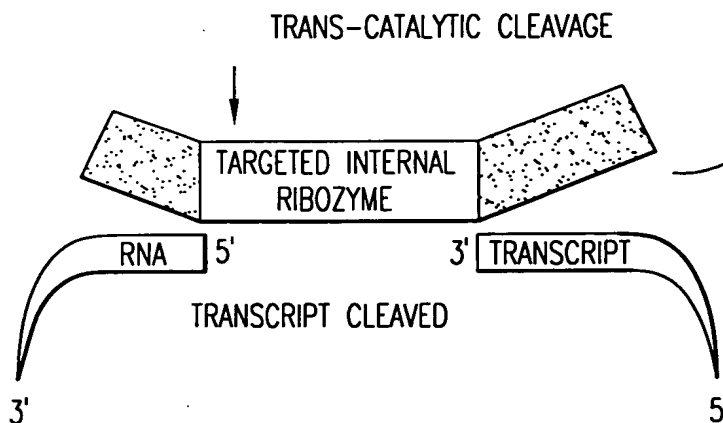 TRANS-CATALYTIC CLEAVAGE
TARGETED INTERNAL
RIBOZYME
RNA 5' 3' TRANSCRIPT
TRANSCRIPT CLEAVED
3' 5